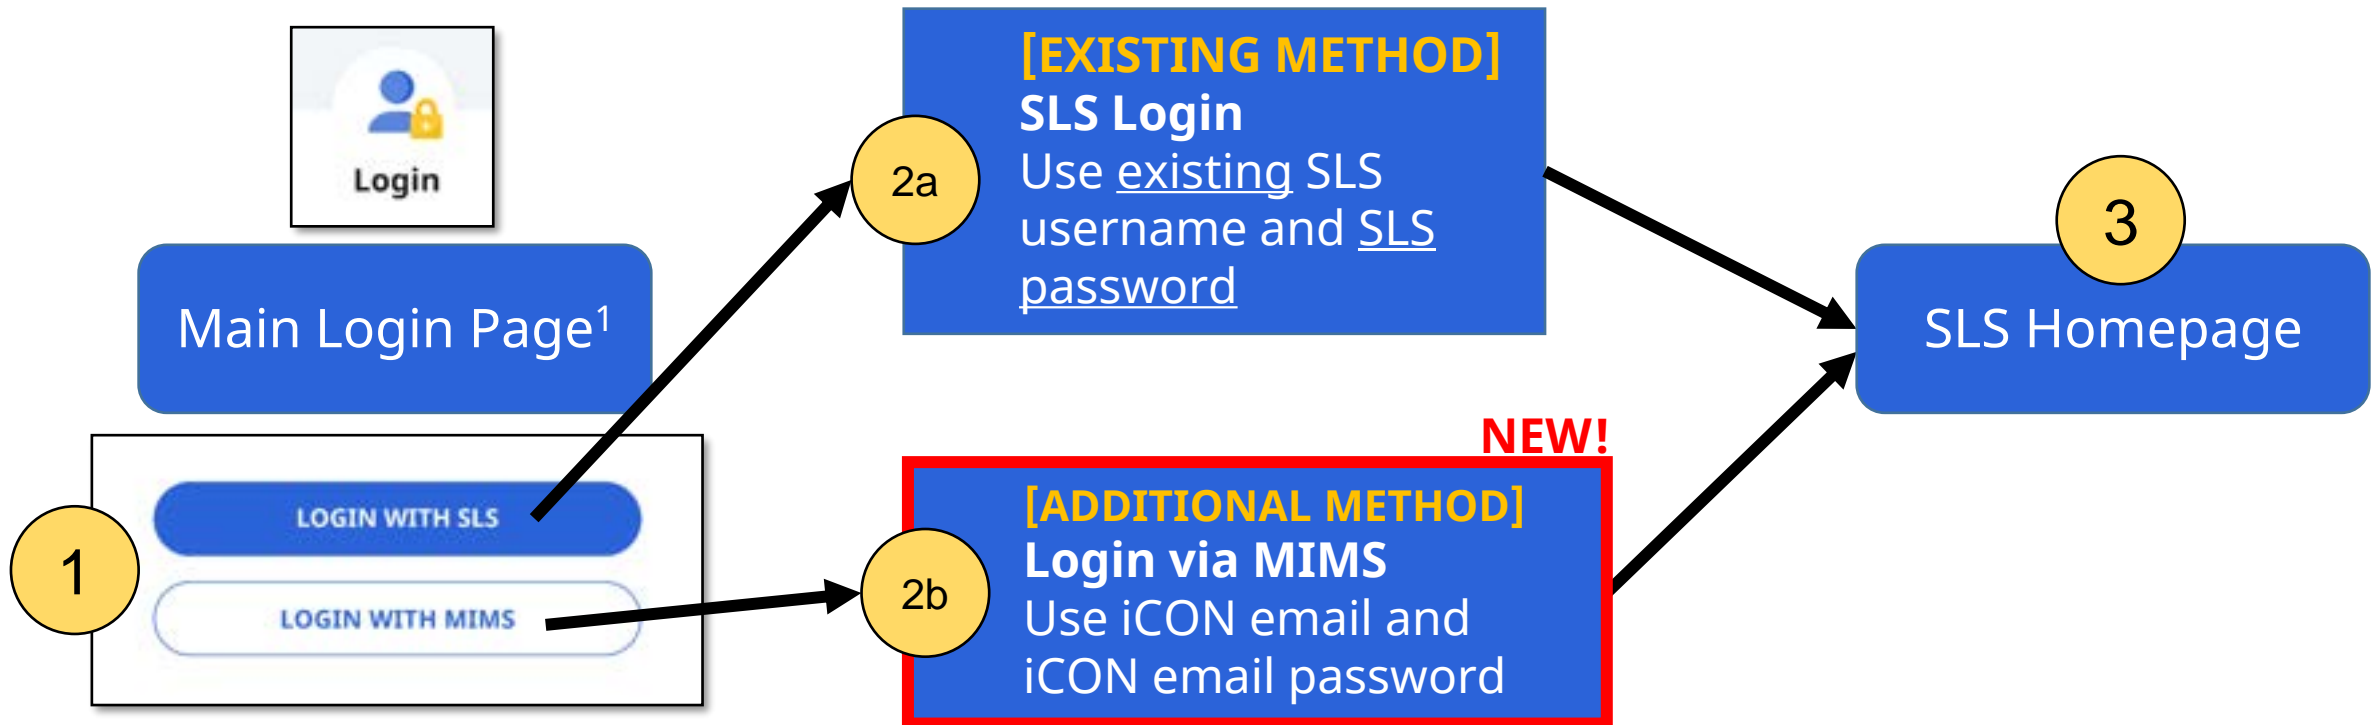 Login
Main Login Page¹
1
LOGIN WITH SLS
LOGIN WITH MIMS
2a
[EXISTING METHOD]
SLS Login
Use existing SLS
username and SLS
password
NEW!
2b
[ADDITIONAL METHOD]
Login via MIMS
Use iCON email and
iCON email password
3
SLS Homepage